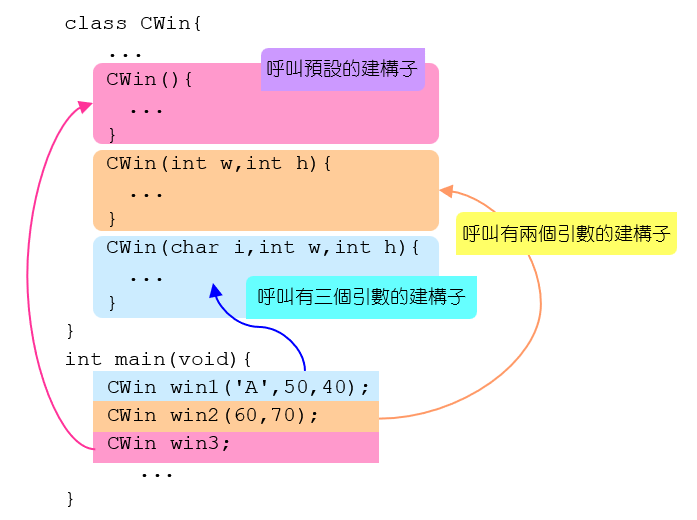 class CWin{
...
呼叫預設的建構子
CWin(){
...
}
CWin(int w,int h){
...
}
呼叫有兩個引數的建構子
CWin(char i,int w,int h){
...
呼叫有三個引數的建構子
}
}
int main(void){
CWin win1('A',50,40);
CWin win2(60,70);
CWin win3;
...
}